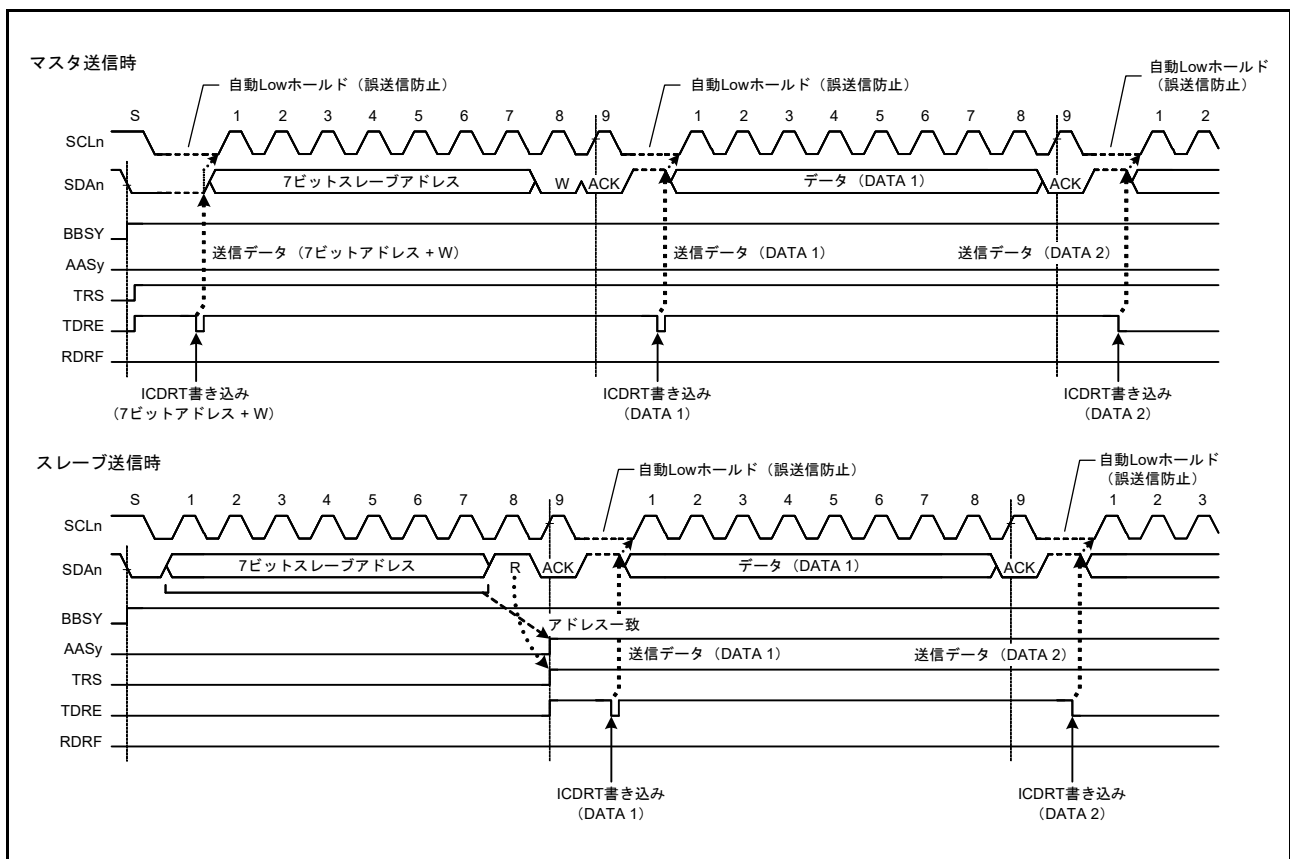 マスタ送信時
自動Lowホールド（誤送信防止）
自動Lowホールド（誤送信防止）
自動Lowホールド
（誤送信防止）
S 1 2 3 4 5 6 7 8 9 1 2 3 4 5 6 7 8 9 1 2
SCLn
SDAn 7ビットスレーブアドレス W ACK データ（DATA 1） ACK
BBSY
送信データ（7ビットアドレス + W） 送信データ（DATA 1） 送信データ（DATA 2）
AASy
TRS
TDRE
RDRF
ICDRT書き込み
（7ビットアドレス + W）
ICDRT書き込み
（DATA 1）
ICDRT書き込み
（DATA 2）
スレーブ送信時
自動Lowホールド（誤送信防止）
自動Lowホールド
（誤送信防止）
S 1 2 3 4 5 6 7 8 9 1 2 3 4 5 6 7 8 9 1 2 3
SCLn
SDAn 7ビットスレーブアドレス R ACK データ（DATA 1） ACK
BBSY
アドレス一致
AASy
送信データ（DATA 1） 送信データ（DATA 2）
TRS
TDRE
RDRF
ICDRT書き込み
（DATA 1）
ICDRT書き込み
（DATA 2）